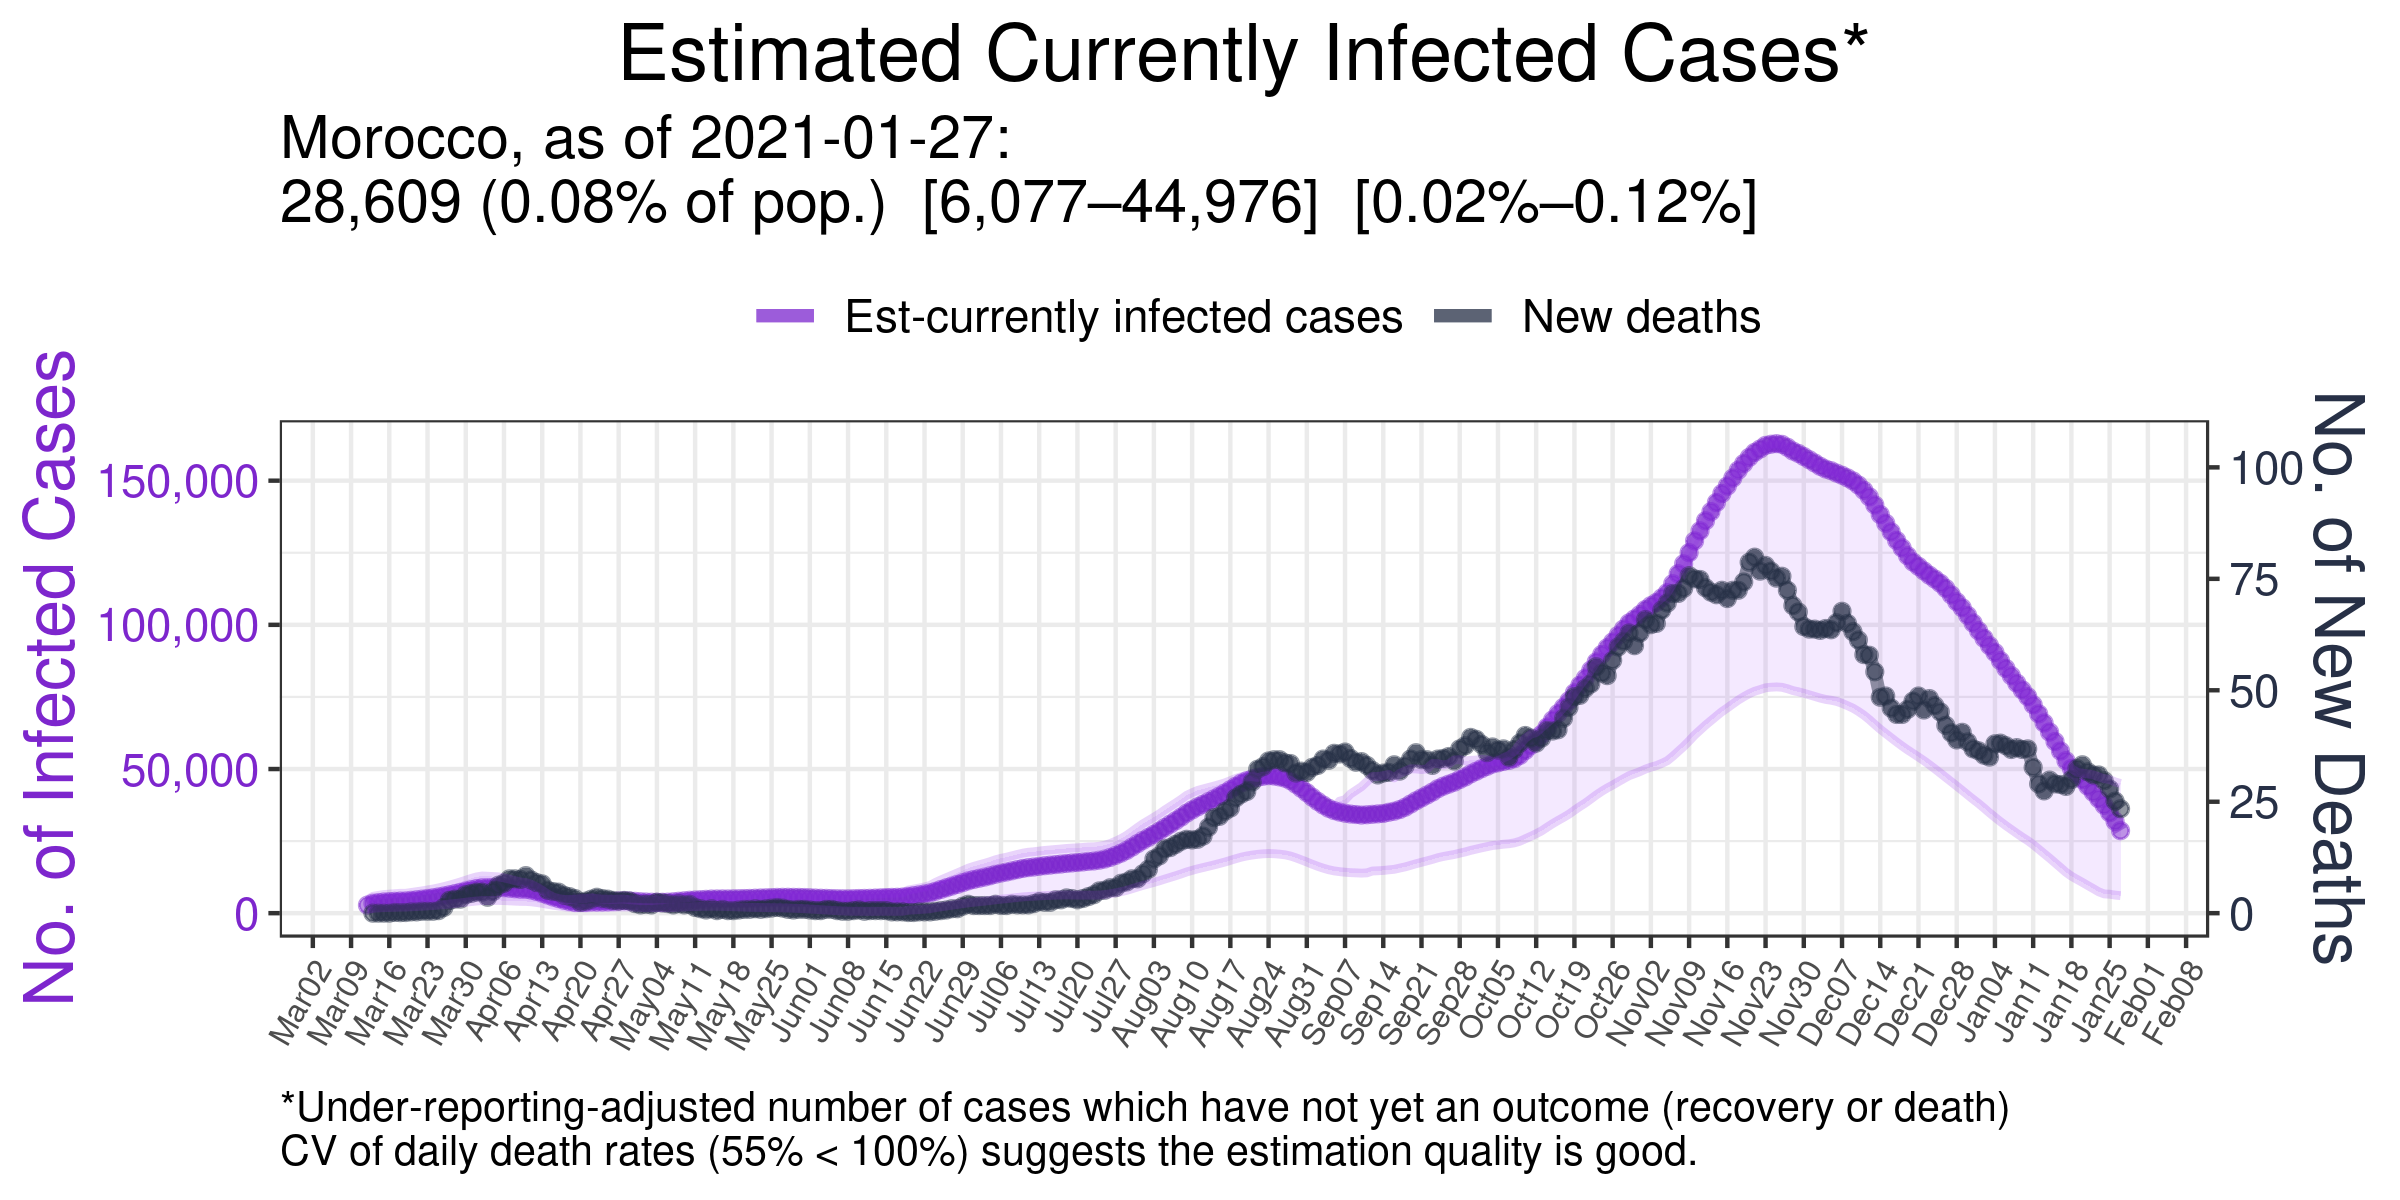 Estimated Currently Infected Cases*
Morocco, as of 2021-01-27:
28,609 (0.08% of pop.) [6,077–44,976] [0.02%–0.12%]
Est-currently infected cases
New deaths
No. of Infected Cases
150,000
100,000
50,000
0
No. of New Deaths
100
75
50
25
0
Mar02
Mar09
Mar16
Mar23
Mar30
Apr06
Apr13
Apr20
Apr27
May04
May11
May18
May25
Jun01
Jun08
Jun15
Jun22
Jun29
Jul06
Jul13
Jul20
Jul27
Aug03
Aug10
Aug17
Aug24
Aug31
Sep07
Sep14
Sep21
Sep28
Oct05
Oct12
Oct19
Oct26
Nov02
Nov09
Nov16
Nov23
Nov30
Dec07
Dec14
Dec21
Dec28
Jan04
Jan11
Jan18
Jan25
Feb01
Feb08
*Under-reporting-adjusted number of cases which have not yet an outcome (recovery or death)
CV of daily death rates (55% < 100%) suggests the estimation quality is good.